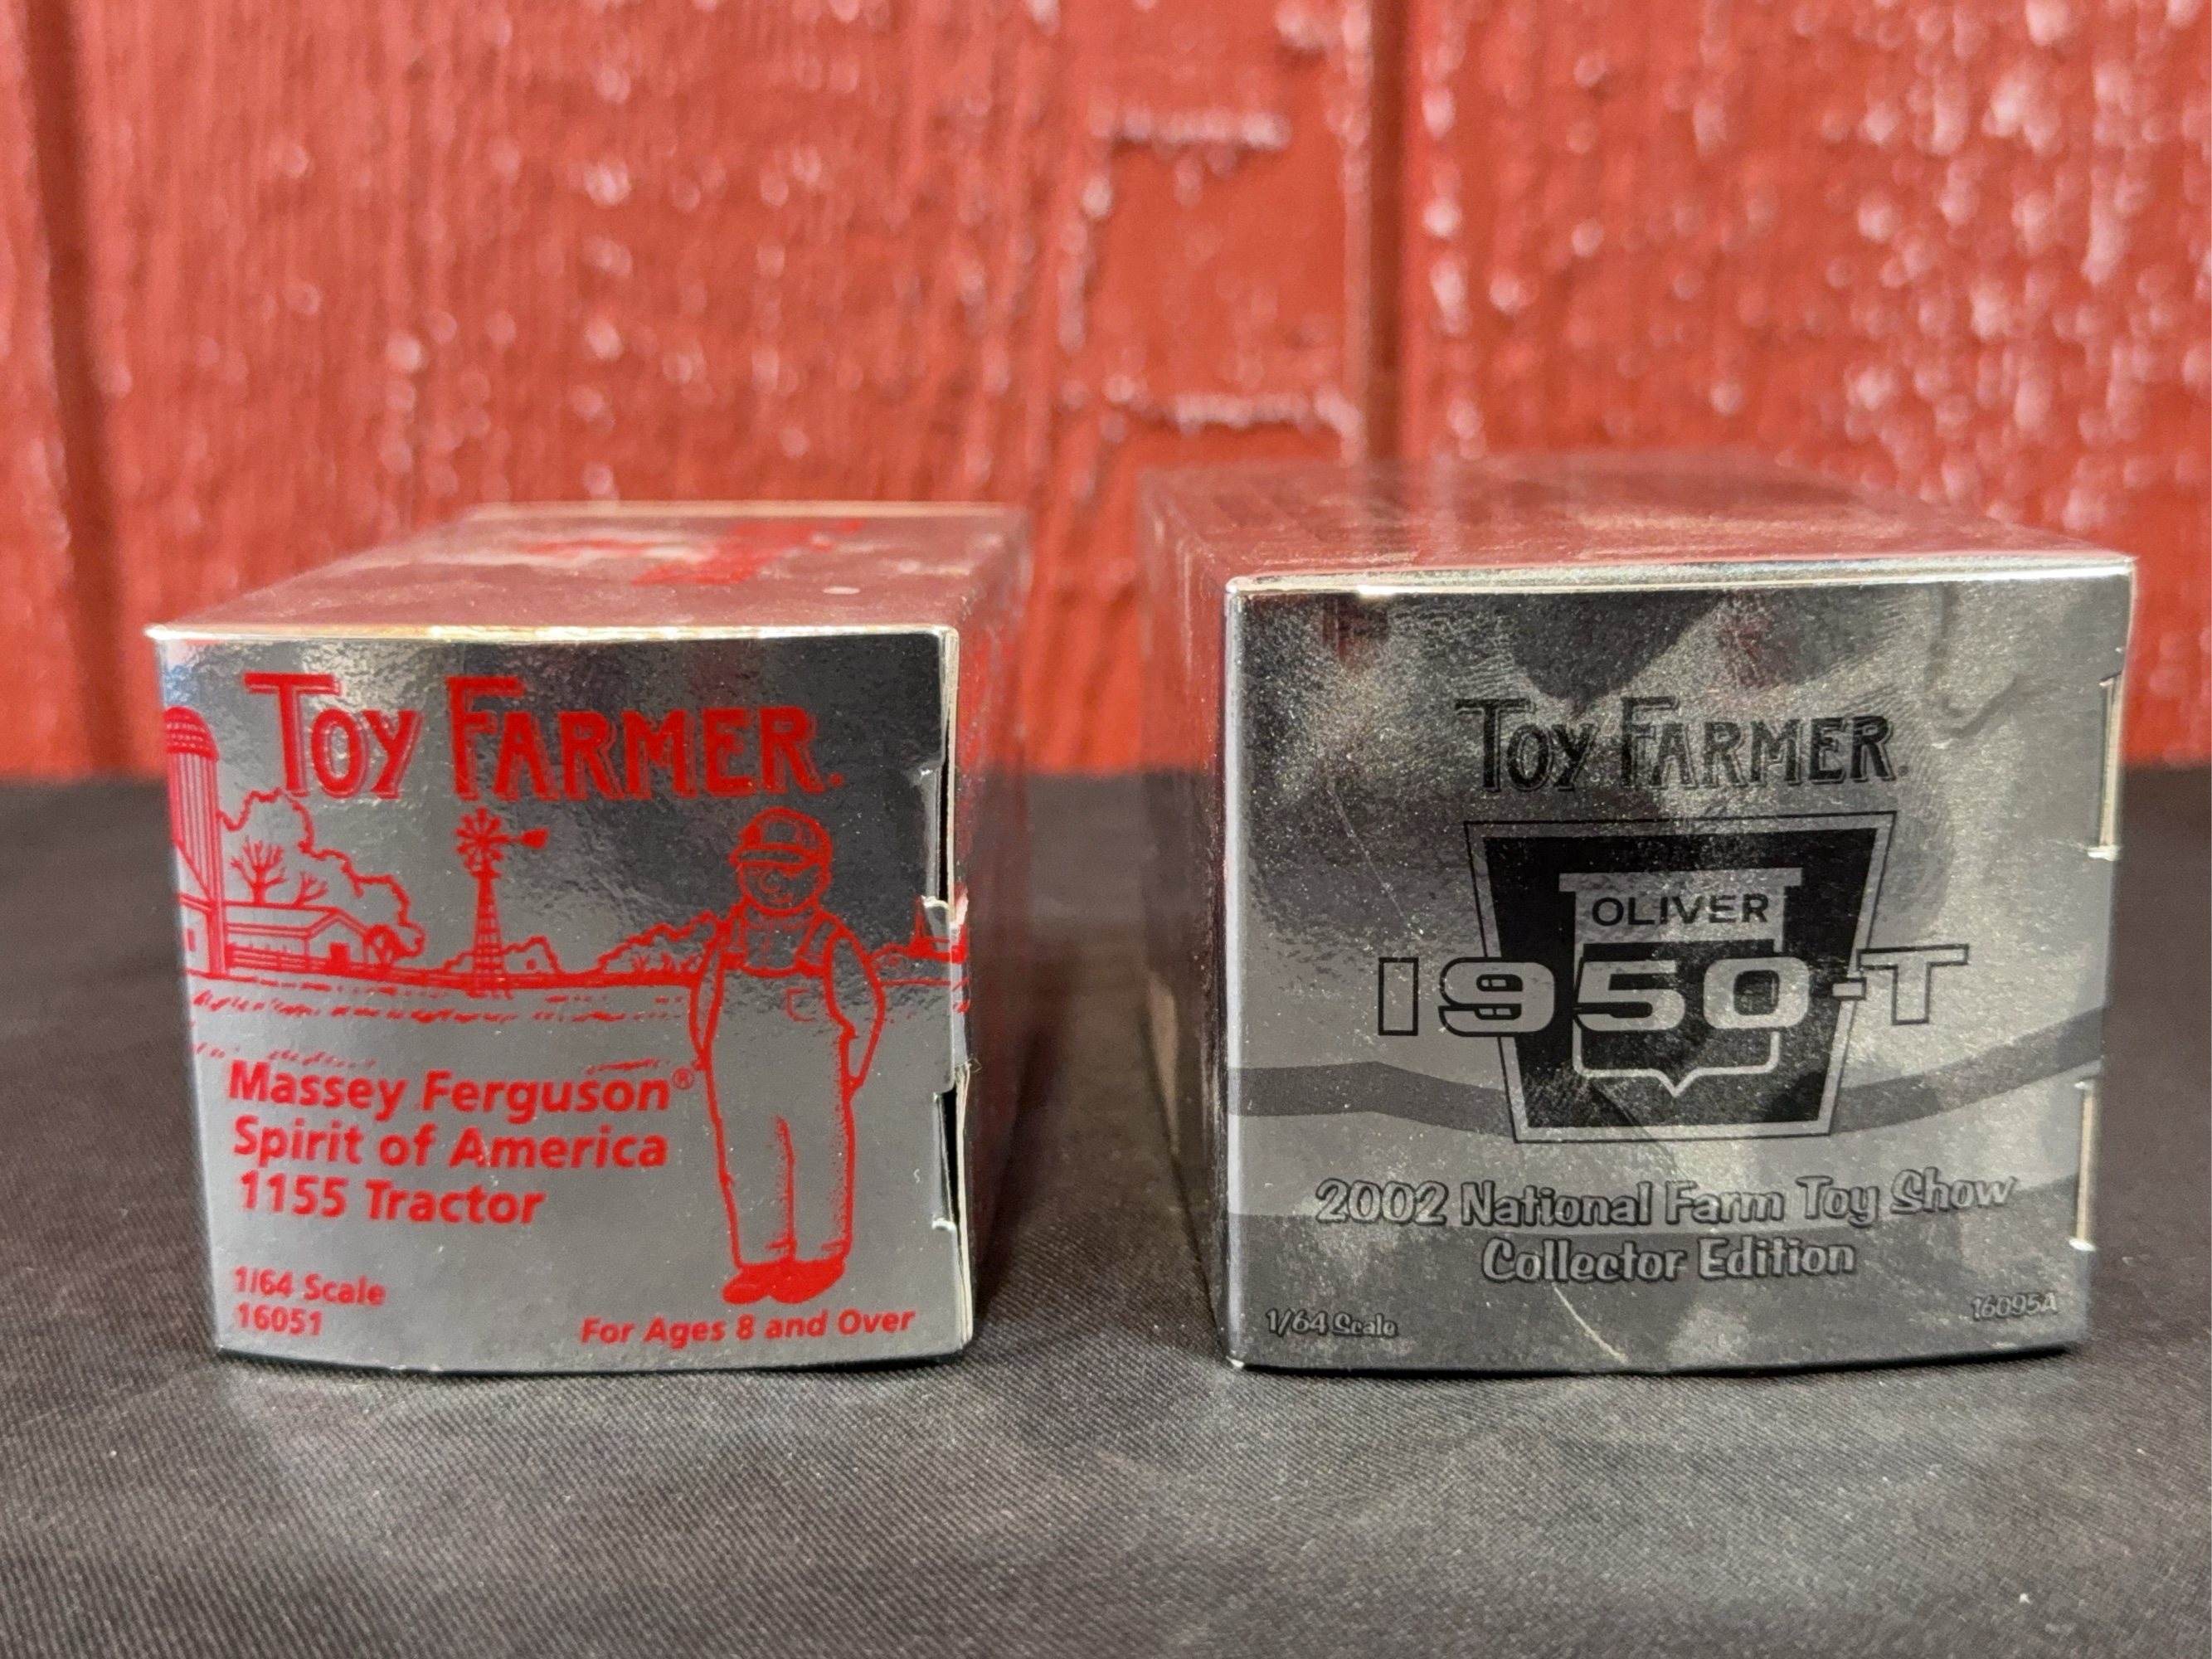 TOY FARMER.
Massey Ferguson®
Spirit of America
1155 Tractor
1/64 Scale
16051
For Ages 8 and Over
TOY FARMER.
OLIVER
1950-T
2002 National Farm Toy Show
Collector Edition
1/64 Scale
16095A